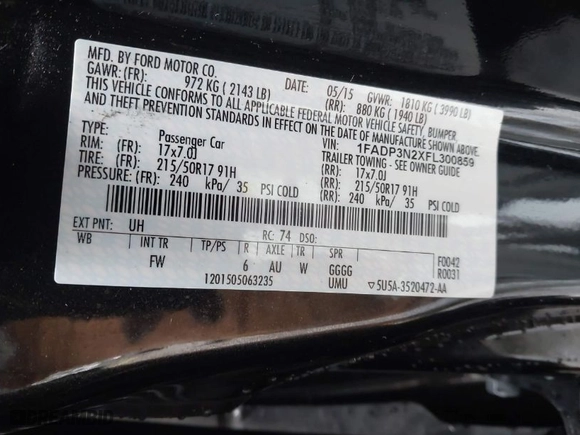 MFD. BY FORD MOTOR CO.
DATE: 05/15 GVWR: 1810 KG ( 3990 LB)
GAWR: (FR): 972 KG ( 2143 LB) (RR): 880 KG ( 1940 LB)
THIS VEHICLE CONFORMS TO ALL APPLICABLE FEDERAL MOTOR VEHICLE SAFETY, BUMPER,
AND THEFT PREVENTION STANDARDS IN EFFECT ON THE DATE OF MANUFACTURE SHOWN ABOVE.
VIN: 1FADP3N2XFL300859
TYPE: Passenger Car TRAILER TOWING - SEE OWNER GUIDE
RIM: (FR): 17x7.0J (RR): 17x7.0J
TIRE: (FR): 215/50R17 91H (RR): 215/50R17 91H
PRESSURE: (FR): 240 kPa/ 35 PSI COLD (RR): 240 kPa/ 35 PSI COLD
EXT PNT: UH RC: 74 DSO:
WB INT TR TP/PS R AXLE TR SPR F0042
FW 6 AU W GGGG R0031
1201505063235 UMU ▽5U5A-3520472-AA